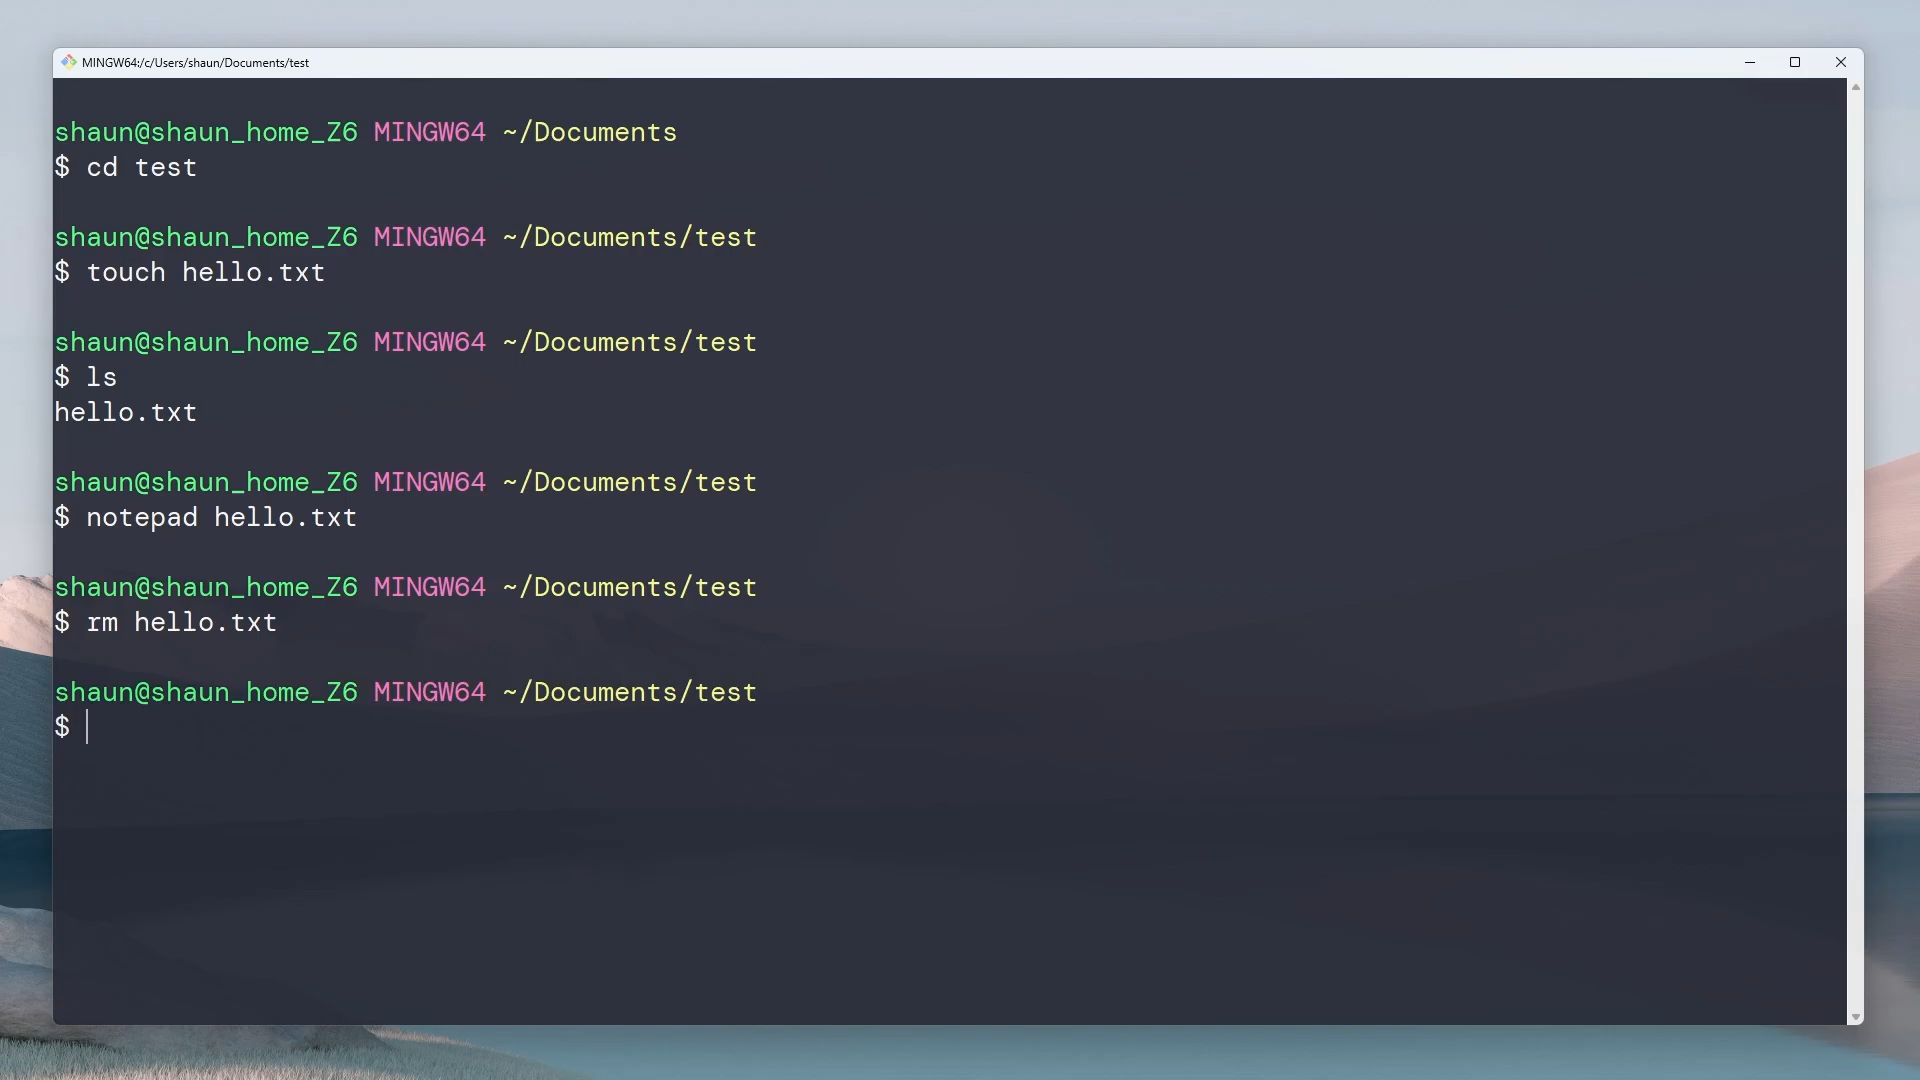 MINGW64:/c/Users/shaun/Documents/test
shaun@shaun_home_Z6 MINGW64 ~/Documents
$ cd test
shaun@shaun_home_Z6 MINGW64 ~/Documents/test
$ touch hello.txt
shaun@shaun_home_Z6 MINGW64 ~/Documents/test
$ ls
hello.txt
shaun@shaun_home_Z6 MINGW64 ~/Documents/test
$ notepad hello.txt
shaun@shaun_home_Z6 MINGW64 ~/Documents/test
$ rm hello.txt
shaun@shaun_home_Z6 MINGW64 ~/Documents/test
$